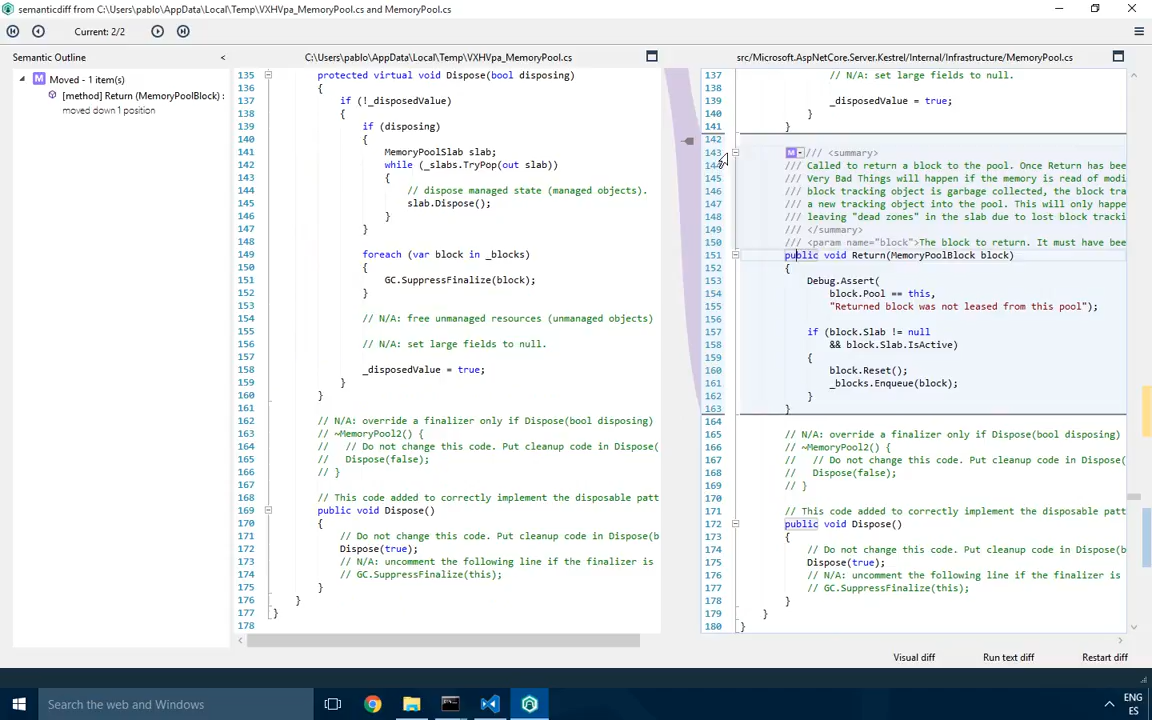 semanticdiff from C:\Users\pablo\AppData\Local\Temp\VXHVpa_MemoryPool.cs and MemoryPool.cs
Current: 2/2
Semantic Outline
<
Moved - 1 item(s)
[method] Return (MemoryPoolBlock) :
moved down 1 position
C:\Users\pablo\AppData\Local\Temp\VXHVpa_MemoryPool.cs
135 protected virtual void Dispose(bool disposing)
136 {
137 if (!_disposedValue)
138 {
139 if (disposing)
140 {
141 MemoryPoolSlab slab;
142 while (_slabs.TryPop(out slab))
143 {
144 // dispose managed state (managed objects).
145 slab.Dispose();
146 }
147 }
148
149 foreach (var block in _blocks)
150 {
151 GC.SuppressFinalize(block);
152 }
153
154 // N/A: free unmanaged resources (unmanaged objects)
155
156 // N/A: set large fields to null.
157
158 _disposedValue = true;
159 }
160 }
161
162 // N/A: override a finalizer only if Dispose(bool disposing)
163 // ~MemoryPool2() {
164 // // Do not change this code. Put cleanup code in Dispose(
165 // Dispose(false);
166 // }
167
168 // This code added to correctly implement the disposable patt
169 public void Dispose()
170 {
171 // Do not change this code. Put cleanup code in Dispose(b
172 Dispose(true);
173 // N/A: uncomment the following line if the finalizer is
174 // GC.SuppressFinalize(this);
175 }
176 }
177 }
178
src/Microsoft.AspNetCore.Server.Kestrel/Internal/Infrastructure/MemoryPool.cs
137 // N/A: set large fields to null.
138
139 _disposedValue = true;
140 }
141 }
142
143 M /// <summary>
144 /// Called to return a block to the pool. Once Return has bee
145 /// Very Bad Things will happen if the memory is read of modi
146 /// block tracking object is garbage collected, the block tra
147 /// a new tracking object into the pool. This will only happe
148 /// leaving "dead zones" in the slab due to lost block tracki
149 /// </summary>
150 /// <param name="block">The block to return. It must have bee
151 public void Return(MemoryPoolBlock block)
152 {
153 Debug.Assert(
154 block.Pool == this,
155 "Returned block was not leased from this pool");
156
157 if (block.Slab != null
158 && block.Slab.IsActive)
159 {
160 block.Reset();
161 _blocks.Enqueue(block);
162 }
163 }
164
165 // N/A: override a finalizer only if Dispose(bool disposing)
166 // ~MemoryPool2() {
167 // // Do not change this code. Put cleanup code in Dispose(
168 // Dispose(false);
169 // }
170
171 // This code added to correctly implement the disposable patt
172 public void Dispose()
173 {
174 // Do not change this code. Put cleanup code in Dispose(b
175 Dispose(true);
176 // N/A: uncomment the following line if the finalizer is
177 // GC.SuppressFinalize(this);
178 }
179 }
180 }
Visual diff Run text diff Restart diff
Search the web and Windows
ENG
ES